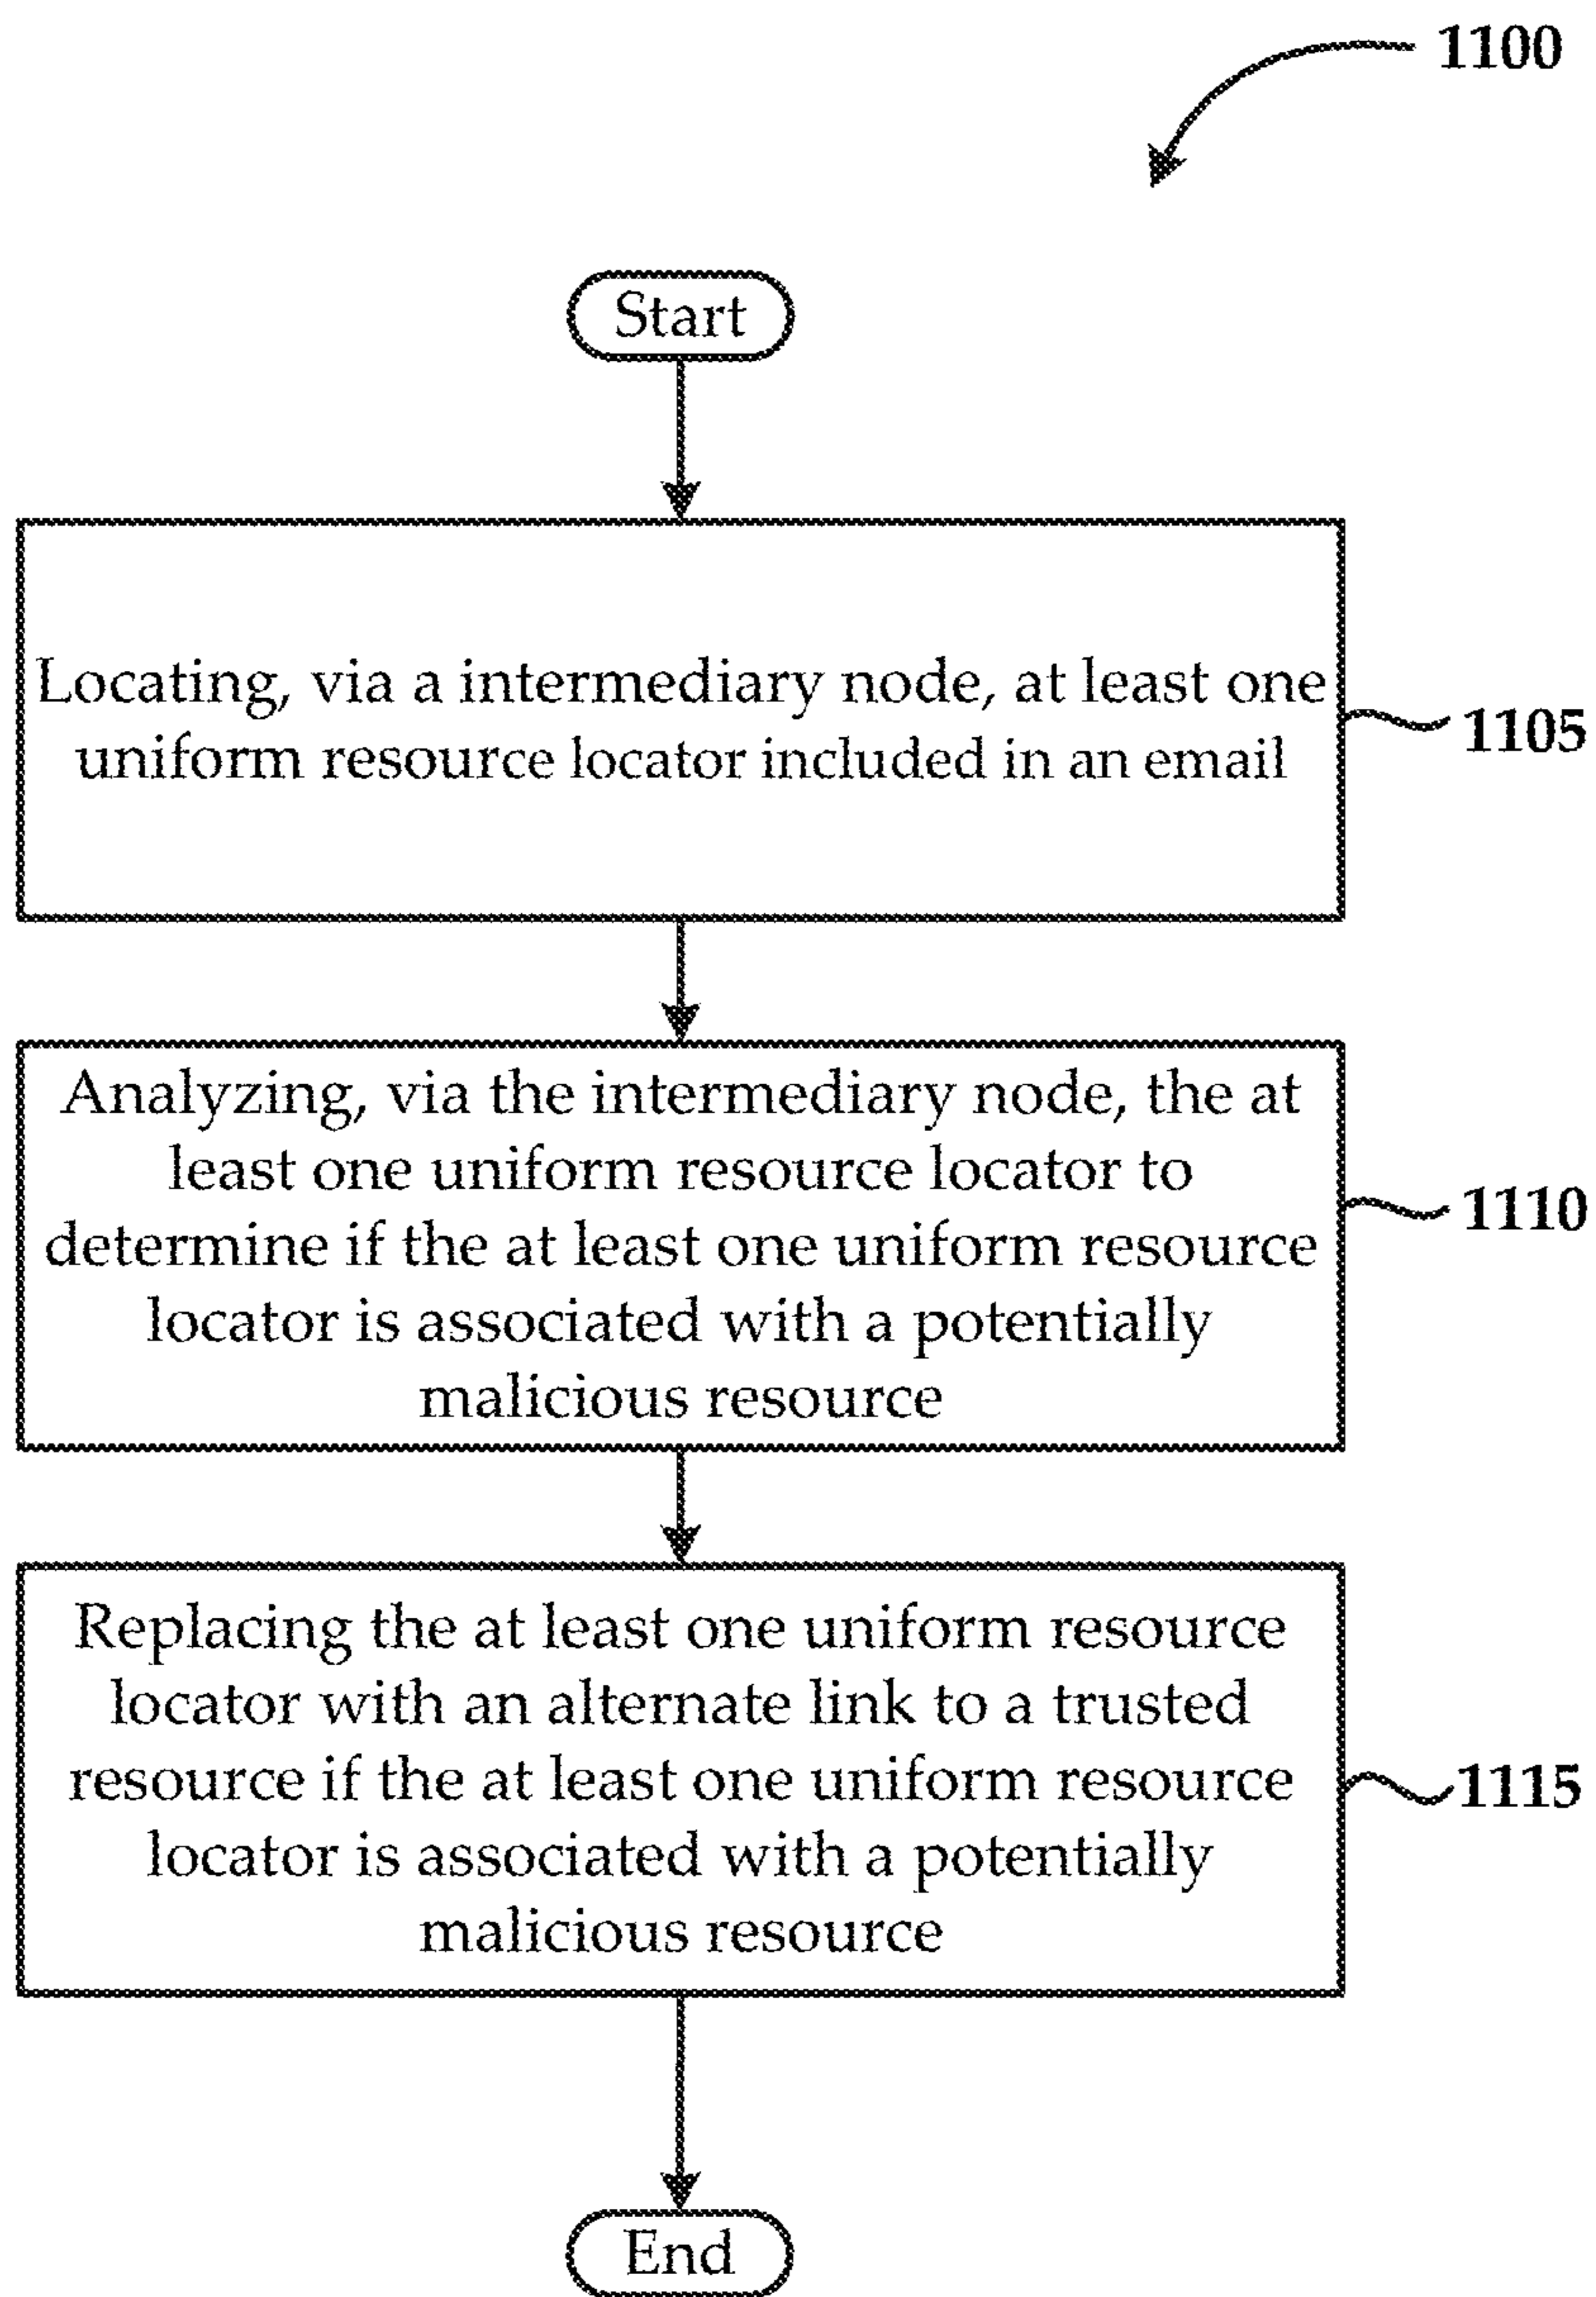 1100
Start
Locating, via a intermediary node, at least one
uniform resource locator included in an email
1105
Analyzing, via the intermediary node, the at
least one uniform resource locator to
determine if the at least one uniform resource
locator is associated with a potentially
malicious resource
1110
Replacing the at least one uniform resource
locator with an alternate link to a trusted
resource if the at least one uniform resource
locator is associated with a potentially
malicious resource
1115
End